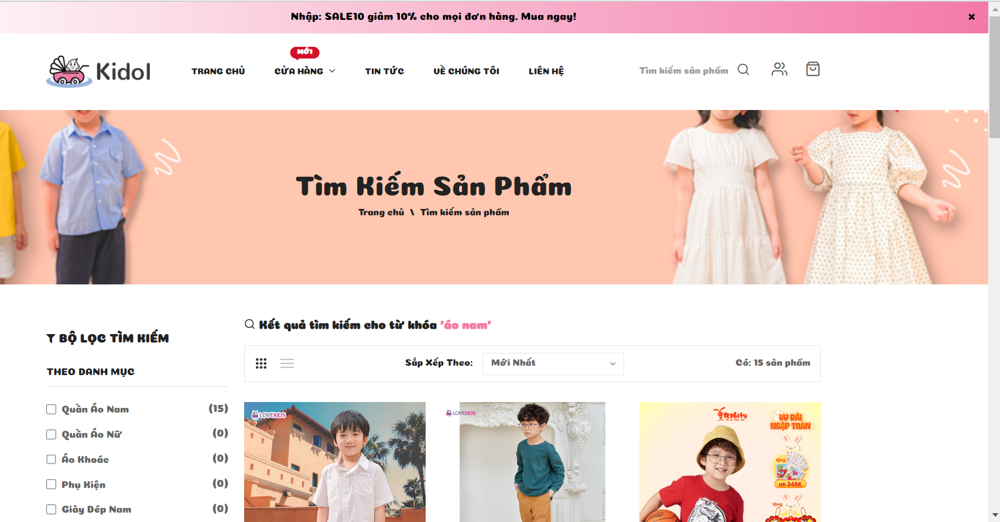 Nhập: SALE10 giảm 10% cho mọi đơn hàng. Mua ngay!
Kidol
TRANG CHỦ
MỚI
CỬA HÀNG
TIN TỨC
VỀ CHÚNG TÔI
LIÊN HỆ
Tìm kiếm sản phẩm
Tìm Kiếm Sản Phẩm
Trang chủ \ Tìm kiếm sản phẩm
Kết quả tìm kiếm cho từ khóa 'áo nam'
BỘ LỌC TÌM KIẾM
THEO DANH MỤC
Quần Áo Nam (15)
Quần Áo Nữ (0)
Áo Khoác (0)
Phụ Kiện (0)
Giày Dép Nam (0)
Sắp Xếp Theo: Mới Nhất
Có: 15 sản phẩm
LOVEKIDS
LOVEKIDS
Rabity
ƯU ĐÃI
NGẬP TRÀN
tặng
HĐ 348K
tặng